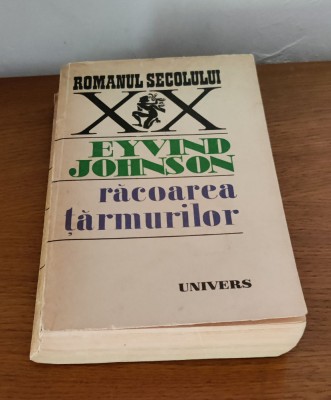 ROMANUL SECOLULUI
XX
EYVIND
JOHNSON
răcoarea
țărmurilor
UNIVERS